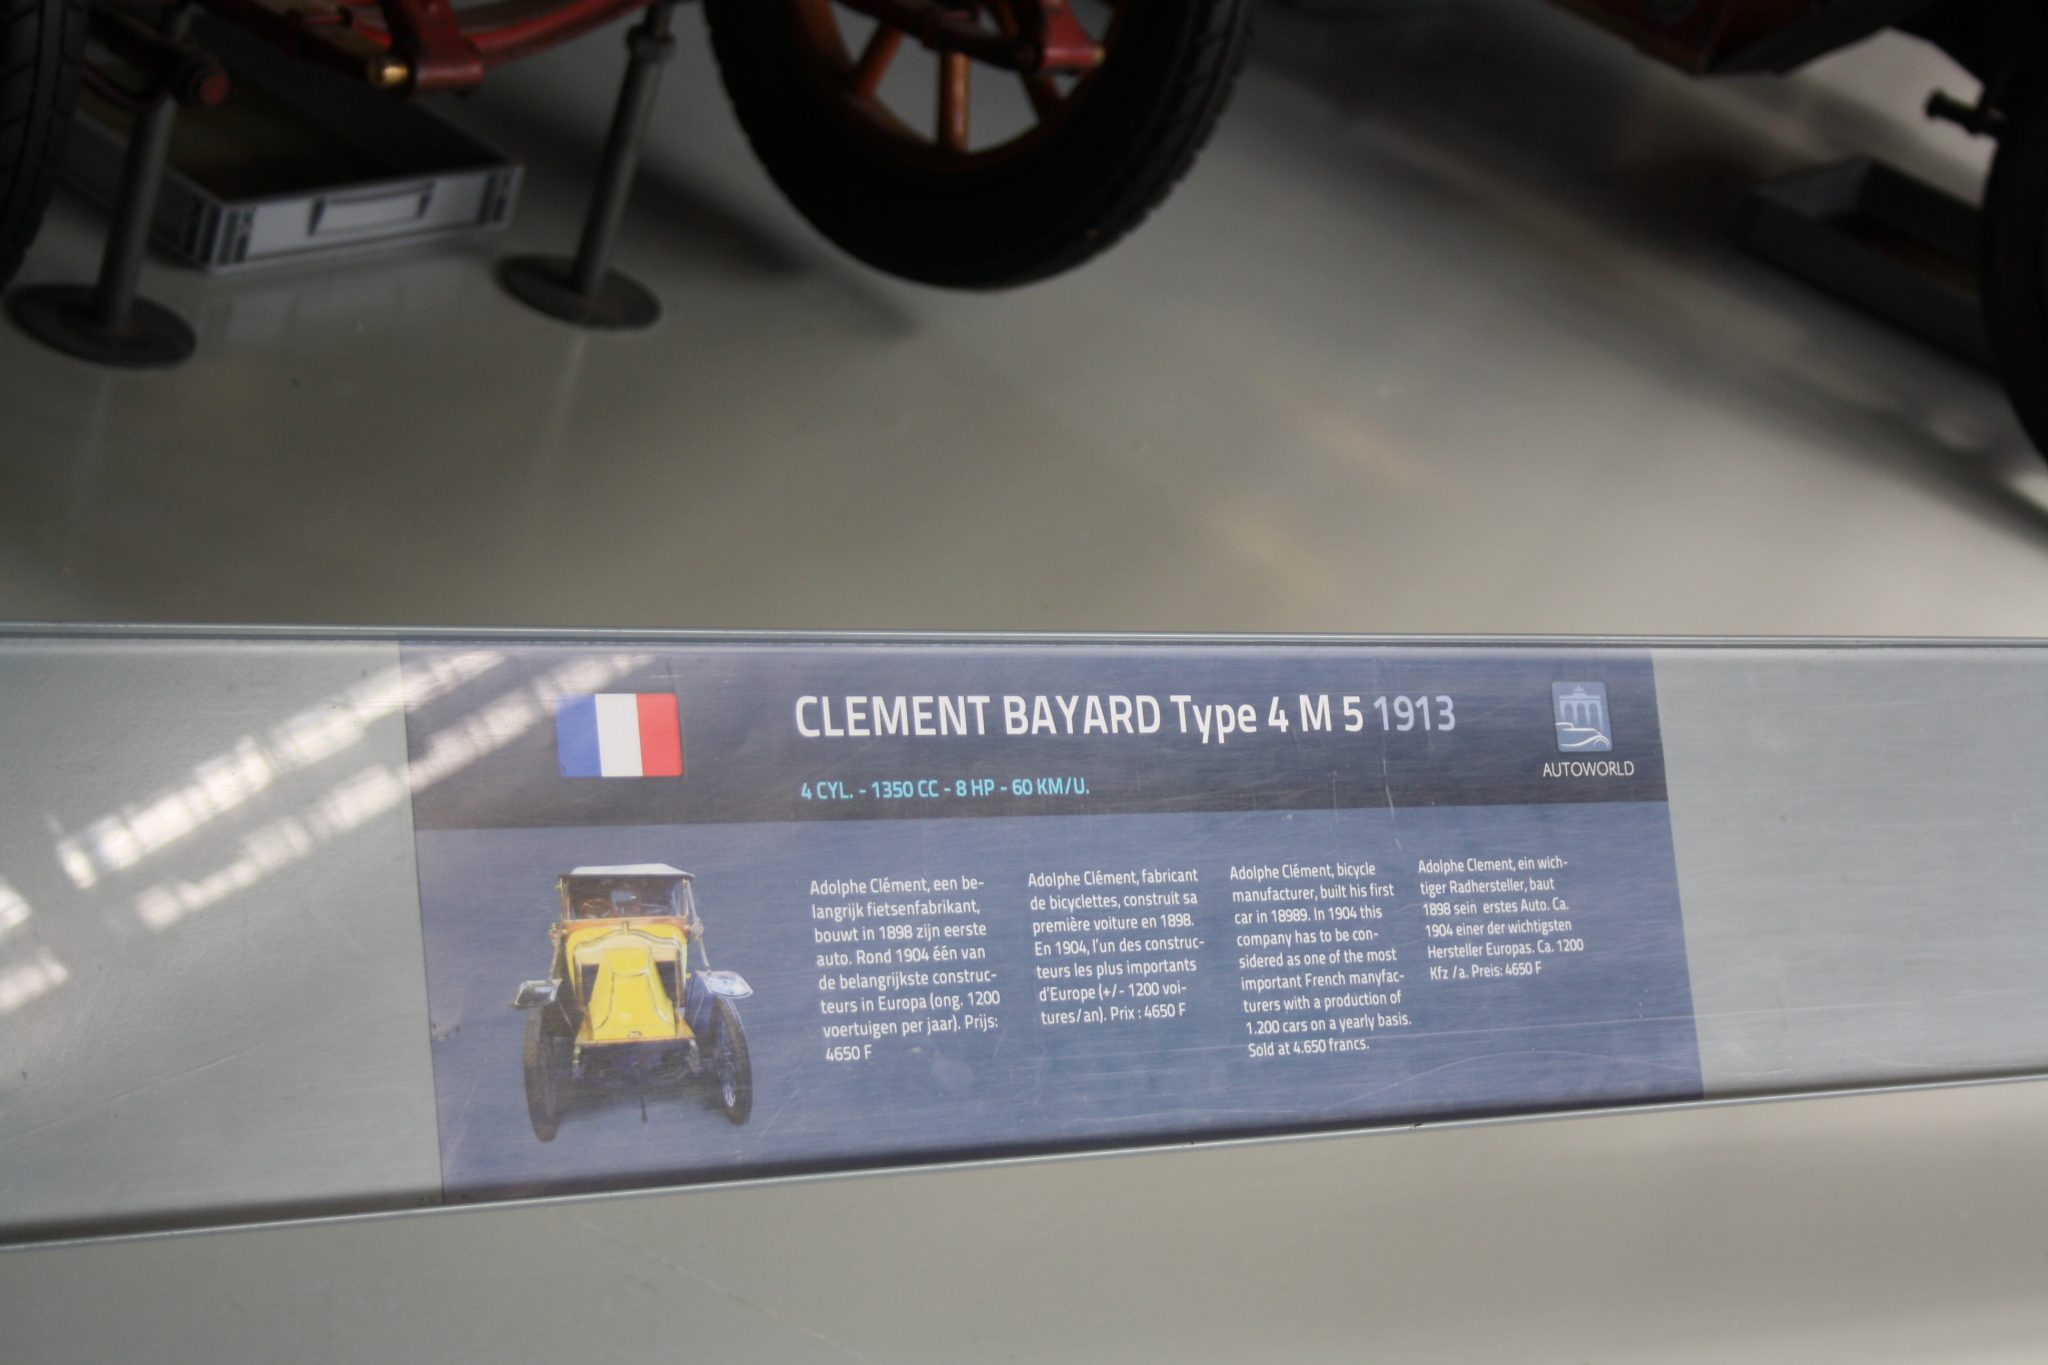 CLEMENT BAYARD Type 4 M 5 1913
AUTOWORLD
4 CYL. - 1350 CC - 8 HP - 60 KM/U.
Adolphe Clément, een be-
langrijk fietsenfabrikant,
bouwt in 1898 zijn eerste
auto. Rond 1904 één van
de belangrijkste construc-
teurs in Europa (ong. 1200
voertuigen per jaar). Prijs:
4650 F
Adolphe Clément, fabricant
de bicyclettes, construit sa
première voiture en 1898.
En 1904, l'un des construc-
teurs les plus importants
d'Europe (+/- 1200 voi-
tures/an). Prix : 4650 F
Adolphe Clément, bicycle
manufacturer, built his first
car in 18989. In 1904 this
company has to be con-
sidered as one of the most
important French manyfac-
turers with a production of
1.200 cars on a yearly basis.
Sold at 4.650 francs.
Adolphe Clement, ein wich-
tiger Radhersteller, baut
1898 sein erstes Auto. Ca.
1904 einer der wichtigsten
Hersteller Europas. Ca. 1200
Kfz /a. Preis: 4650 F